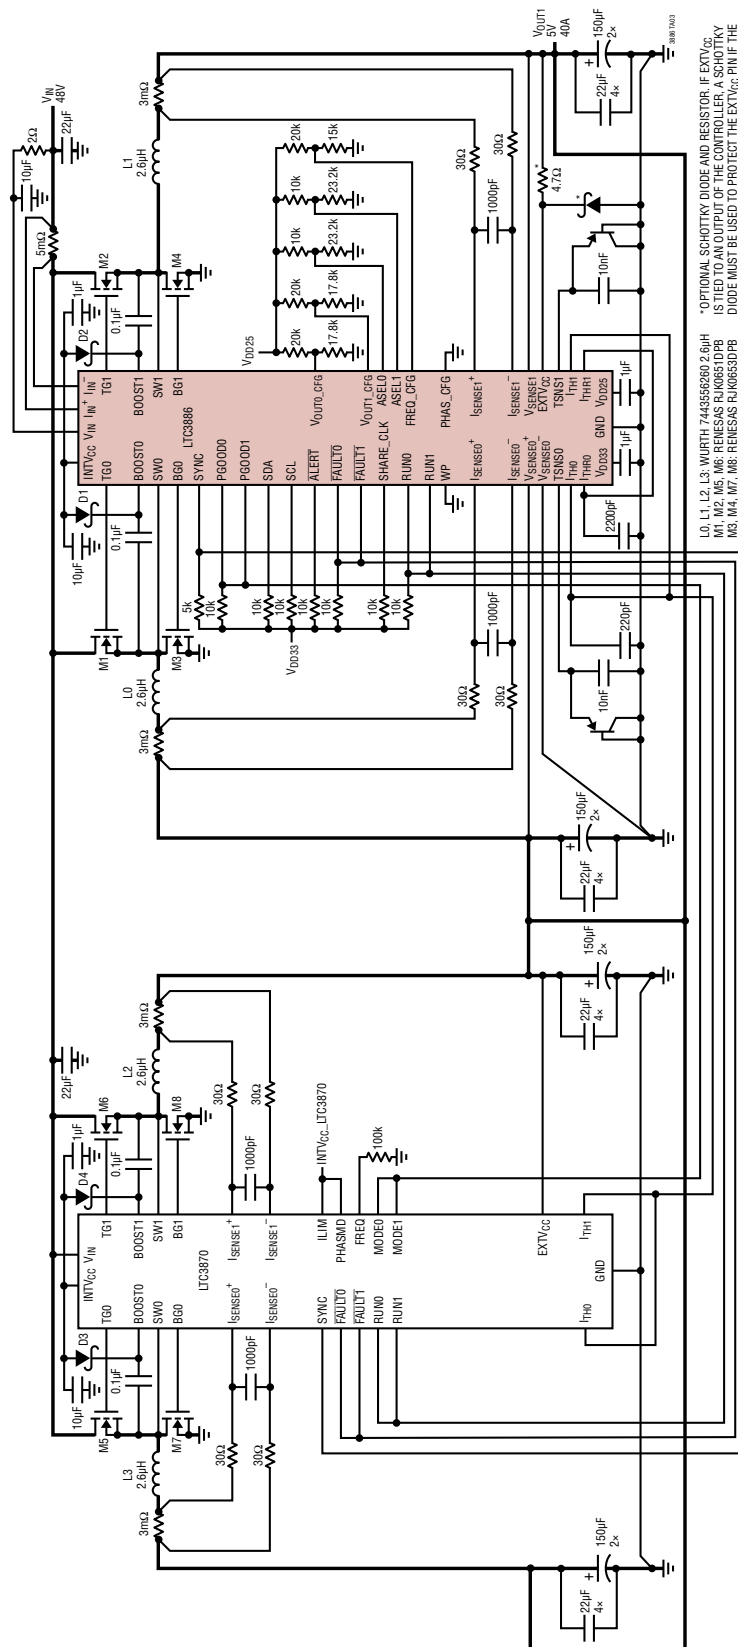 VIN
48V
10µF
2Ω
22µF
5mΩ
22µF
10µF
D3
D4
1µF
10µF
D1
D2
1µF
M5
0.1µF
INTVCC VIN
TG0
TG1
BOOST0
BOOST1
SW0
SW1
BG0
BG1
LTC3870
0.1µF
M6
M7
M8
L3
2.6µH
3mΩ
L2
2.6µH
3mΩ
M1
0.1µF
INTVCC VIN IIN+ IIN–
TG0
TG1
BOOST0
BOOST1
SW0
SW1
BG0
BG1
LTC3886
0.1µF
M2
M3
M4
L0
2.6µH
3mΩ
L1
2.6µH
3mΩ
30Ω
30Ω
1000pF
ISENSE0+
ISENSE0–
ISENSE1+
ISENSE1–
1000pF
30Ω
30Ω
SYNC
FAULT0
FAULT1
RUN0
RUN1
ILIM
PHASMD
FREQ
MODE0
MODE1
INTVCC_LTC3870
100k
EXTVCC
ITH0
ITH1
GND
5k
10k
10k
10k
10k
10k
10k
10k
VDD33
SYNC
PGOOD0
PGOOD1
SDA
SCL
ALERT
FAULT0
FAULT1
SHARE_CLK
RUN0
RUN1
WP
VDD25
20k
20k
10k
10k
20k
17.8k
17.8k
23.2k
23.2k
15k
VOUT0_CFG
VOUT1_CFG
ASEL0
ASEL1
FREQ_CFG
PHAS_CFG
30Ω
30Ω
1000pF
ISENSE0+
ISENSE0–
VSENSE0+
VSENSE0–
TSNS0
ITH0
ITHR0
VDD33
GND
VDD25
ISENSE1+
ISENSE1–
VSENSE1
EXTVCC
TSNS1
ITH1
ITHR1
1000pF
30Ω
30Ω
4.7Ω
*
*
10nF
220pF
2200pF
1µF
1µF
10nF
VOUT1
5V
40A
22µF
4×
150µF
2×
22µF
4×
150µF
2×
22µF
4×
150µF
2×
22µF
4×
150µF
2×
3886 TA03
L0, L1, L2, L3: WURTH 7443556260 2.6µH
M1, M2, M5, M6: RENESAS RJK0651DPB
M3, M4, M7, M8: RENESAS RJK0653DPB
*OPTIONAL SCHOTTKY DIODE AND RESISTOR. IF EXTVCC
IS TIED TO AN OUTPUT OF THE CONTROLLER, A SCHOTTKY
DIODE MUST BE USED TO PROTECT THE EXTVCC PIN IF THE